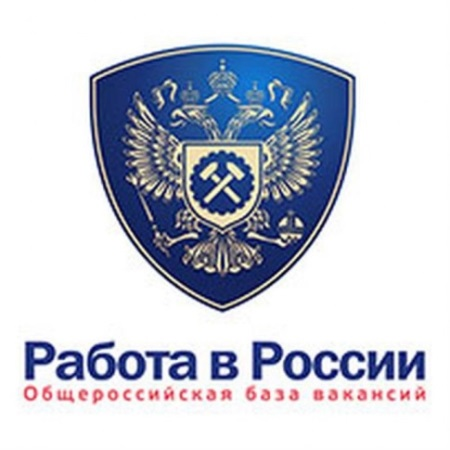 Работа в России
Общероссийская база вакансий